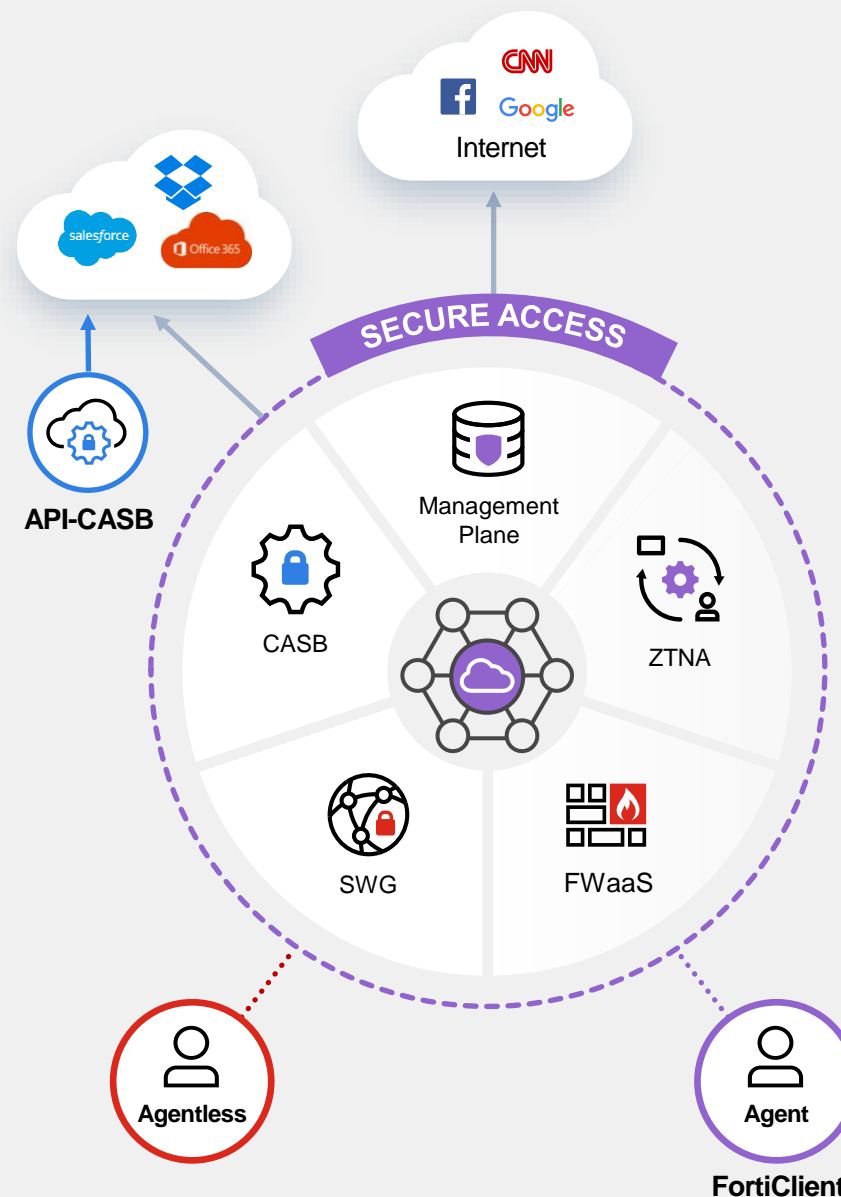 CNN
f
Google
Internet
salesforce
Office 365
SECURE ACCESS
API-CASB
Management
Plane
CASB
ZTNA
SWG
FWaaS
Agentless
Agent
FortiClient